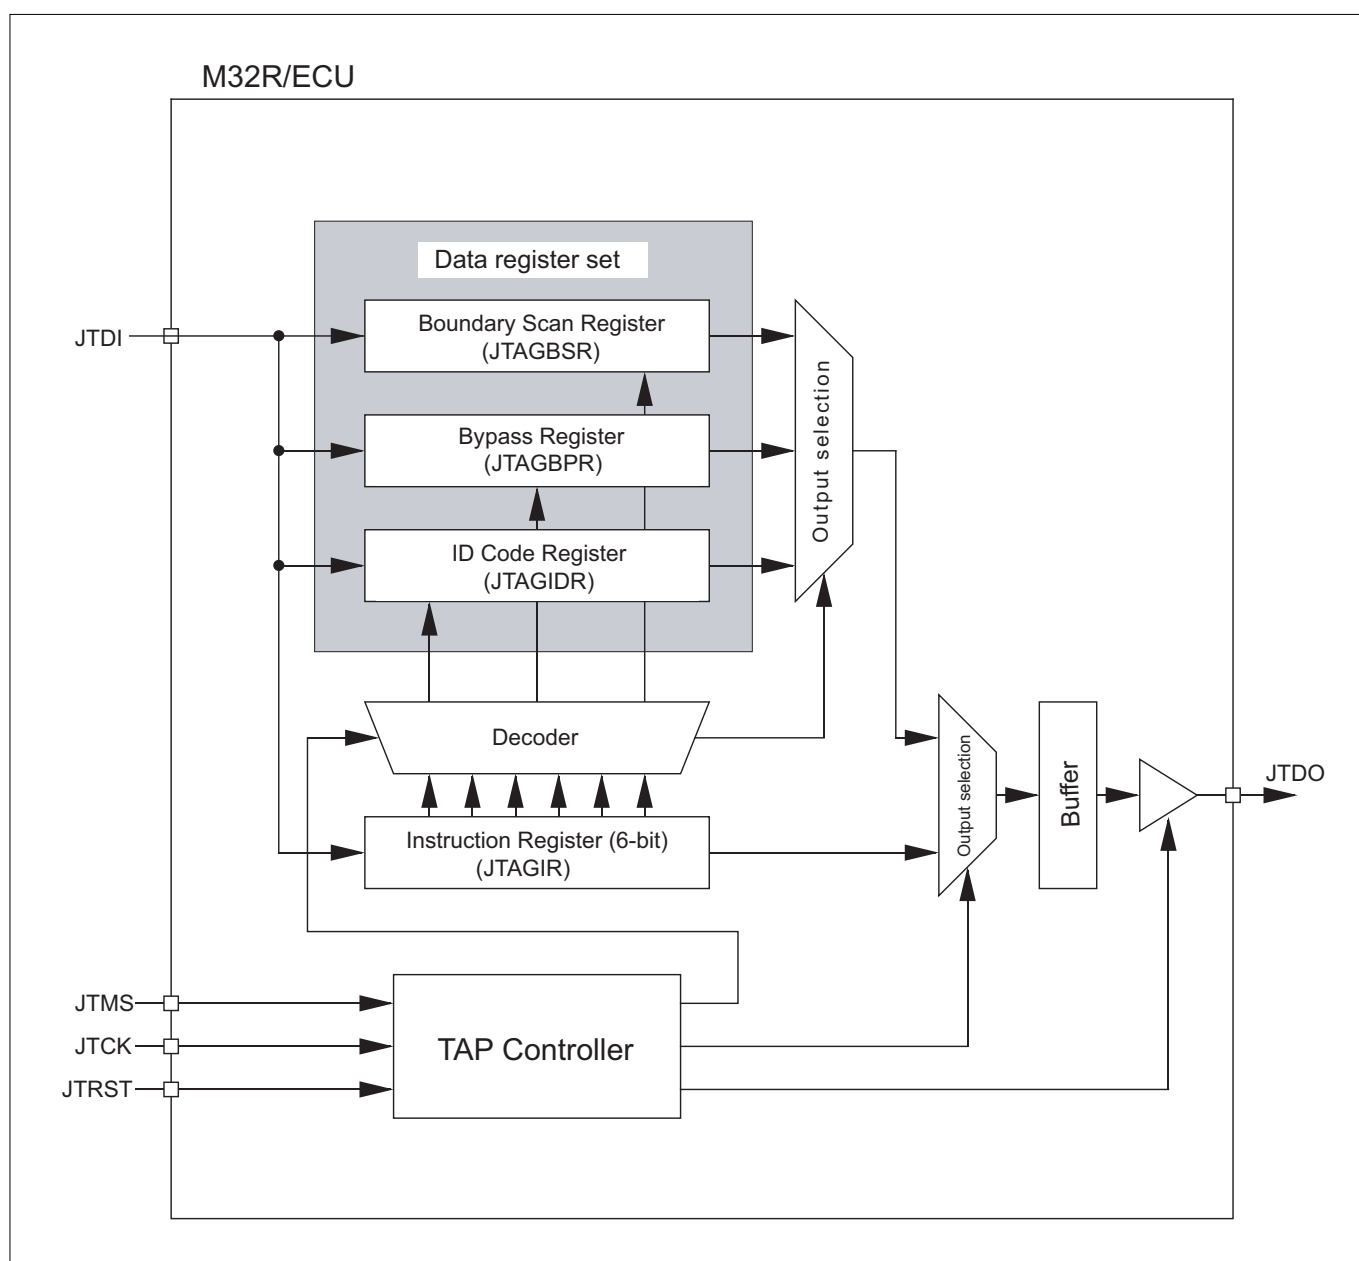 M32R/ECU
Data register set
Boundary Scan Register
(JTAGBSR)
JTDI
Bypass Register
(JTAGBPR)
Output selection
ID Code Register
(JTAGIDR)
Decoder
Output selection
Buffer
JTDO
Instruction Register (6-bit)
(JTAGIR)
JTMS
JTCK
TAP Controller
JTRST